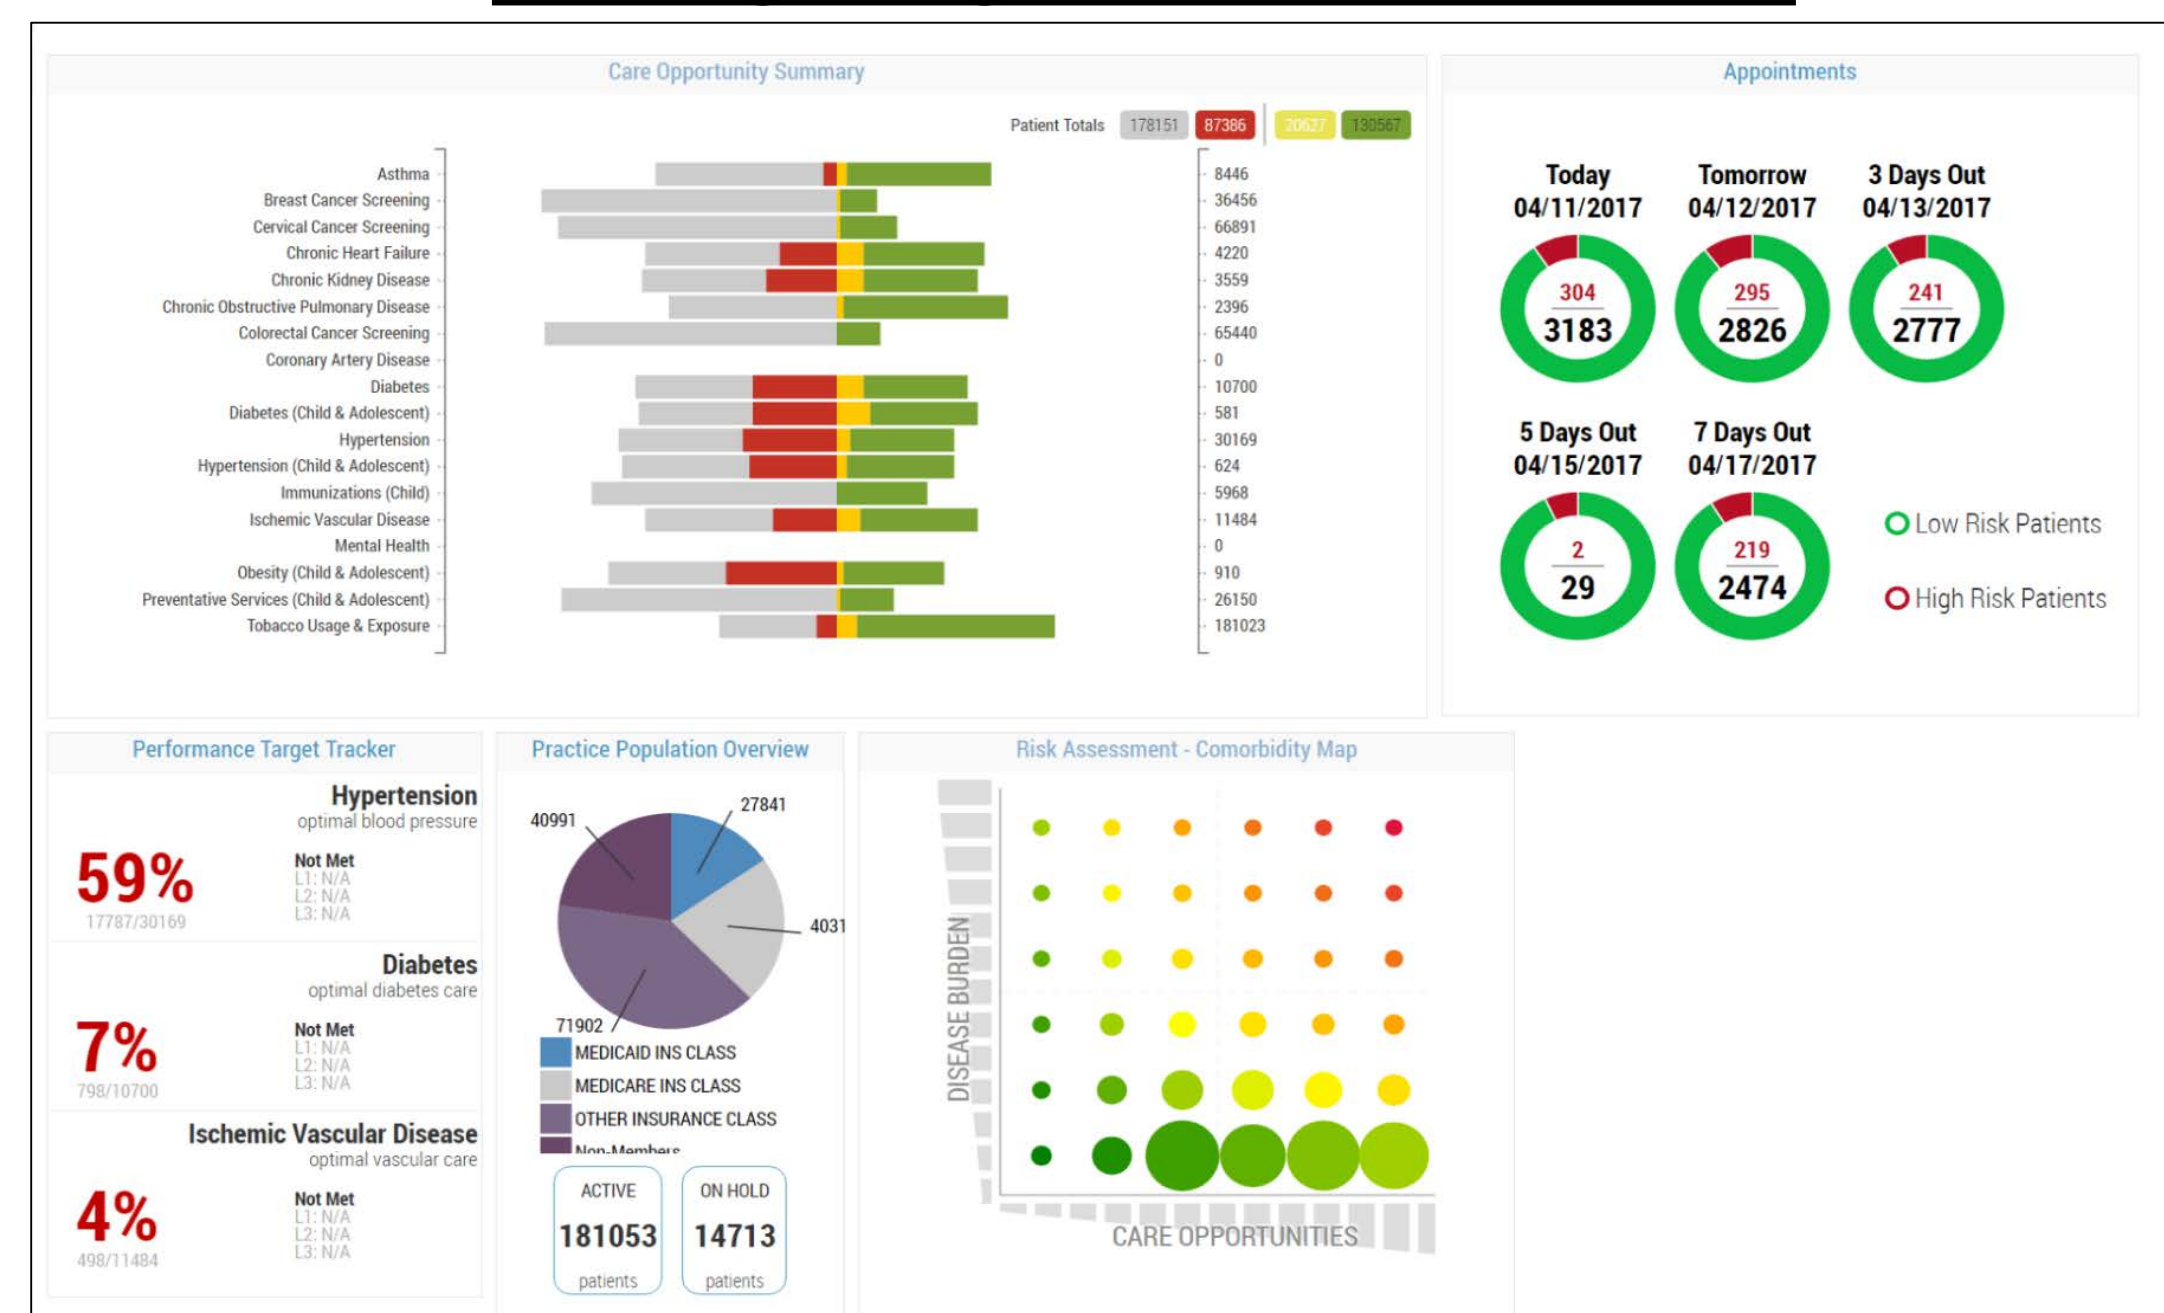 Care Opportunity Summary
Patient Totals 178151 87386 20627 130567
Asthma 8446
Breast Cancer Screening 36456
Cervical Cancer Screening 66891
Chronic Heart Failure 4220
Chronic Kidney Disease 3559
Chronic Obstructive Pulmonary Disease 2396
Colorectal Cancer Screening 65440
Coronary Artery Disease 0
Diabetes 10700
Diabetes (Child & Adolescent) 581
Hypertension 30169
Hypertension (Child & Adolescent) 624
Immunizations (Child) 5968
Ischemic Vascular Disease 11484
Mental Health 0
Obesity (Child & Adolescent) 910
Preventative Services (Child & Adolescent) 26150
Tobacco Usage & Exposure 181023
Appointments
Today Tomorrow 3 Days Out
04/11/2017 04/12/2017 04/13/2017
304 295 241
3183 2826 2777
5 Days Out 7 Days Out
04/15/2017 04/17/2017
2 219
29 2474
Low Risk Patients
High Risk Patients
Performance Target Tracker
Hypertension
optimal blood pressure
59%
17787/30169
Not Met
L1: N/A
L2: N/A
L3: N/A
Diabetes
optimal diabetes care
7%
798/10700
Not Met
L1: N/A
L2: N/A
L3: N/A
Ischemic Vascular Disease
optimal vascular care
4%
498/11484
Not Met
L1: N/A
L2: N/A
L3: N/A
Practice Population Overview
27841
40991
4031
71902
MEDICAID INS CLASS
MEDICARE INS CLASS
OTHER INSURANCE CLASS
Non-Members
ACTIVE ON HOLD
181053 14713
patients patients
Risk Assessment - Comorbidity Map
DISEASE BURDEN
CARE OPPORTUNITIES